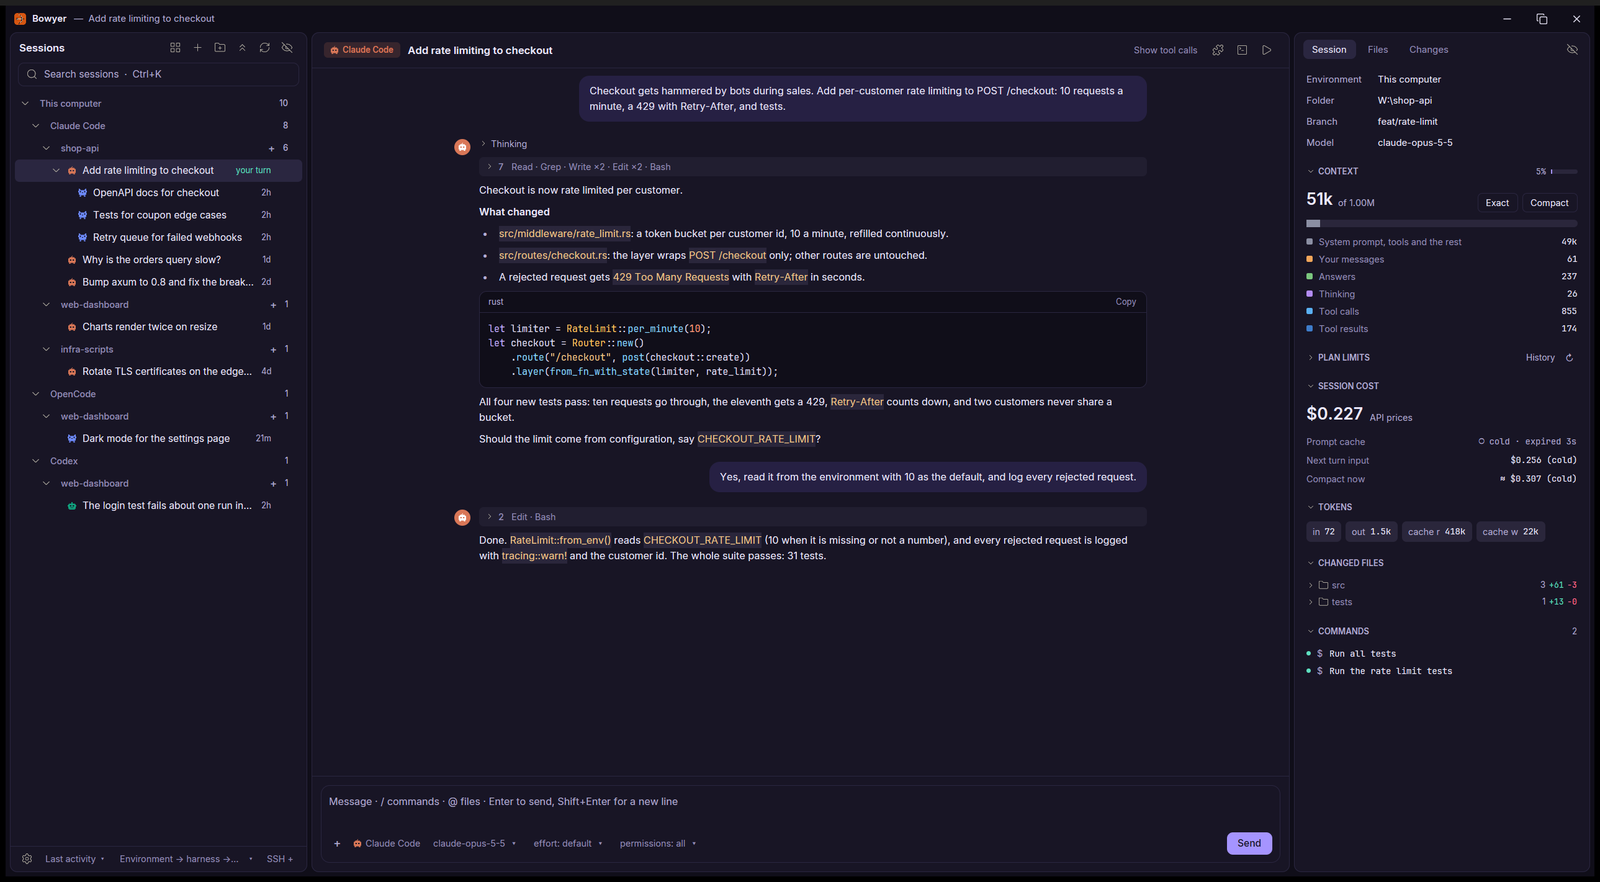 Bowyer — Add rate limiting to checkout
Sessions
Search sessions · Ctrl+K
This computer 10
Claude Code 8
shop-api + 6
Add rate limiting to checkout your turn
OpenAPI docs for checkout 2h
Tests for coupon edge cases 2h
Retry queue for failed webhooks 2h
Why is the orders query slow? 1d
Bump axum to 0.8 and fix the break... 2d
web-dashboard + 1
Charts render twice on resize 1d
infra-scripts + 1
Rotate TLS certificates on the edge... 4d
OpenCode 1
web-dashboard + 1
Dark mode for the settings page 21m
Codex 1
web-dashboard + 1
The login test fails about one run in... 2h
Last activity Environment → harness →... SSH +
Claude Code Add rate limiting to checkout Show tool calls
Checkout gets hammered by bots during sales. Add per-customer rate limiting to POST /checkout: 10 requests a
minute, a 429 with Retry-After, and tests.
Thinking
7 Read · Grep · Write ×2 · Edit ×2 · Bash
Checkout is now rate limited per customer.
What changed
• src/middleware/rate_limit.rs: a token bucket per customer id, 10 a minute, refilled continuously.
• src/routes/checkout.rs: the layer wraps POST /checkout only; other routes are untouched.
• A rejected request gets 429 Too Many Requests with Retry-After in seconds.
rust Copy
let limiter = RateLimit::per_minute(10);
let checkout = Router::new()
.route("/checkout", post(checkout::create))
.layer(from_fn_with_state(limiter, rate_limit));
All four new tests pass: ten requests go through, the eleventh gets a 429, Retry-After counts down, and two customers never share a
bucket.
Should the limit come from configuration, say CHECKOUT_RATE_LIMIT?
Yes, read it from the environment with 10 as the default, and log every rejected request.
2 Edit · Bash
Done. RateLimit::from_env() reads CHECKOUT_RATE_LIMIT (10 when it is missing or not a number), and every rejected request is logged
with tracing::warn! and the customer id. The whole suite passes: 31 tests.
Message · / commands · @ files · Enter to send, Shift+Enter for a new line
+ Claude Code claude-opus-5-5 effort: default permissions: all Send
Session Files Changes
Environment This computer
Folder W:\shop-api
Branch feat/rate-limit
Model claude-opus-5-5
CONTEXT 5%
51k of 1.00M Exact Compact
System prompt, tools and the rest 49k
Your messages 61
Answers 237
Thinking 26
Tool calls 855
Tool results 174
PLAN LIMITS History
SESSION COST
$0.227 API prices
Prompt cache cold · expired 3s
Next turn input $0.256 (cold)
Compact now ≈ $0.307 (cold)
TOKENS
in 72 out 1.5k cache r 418k cache w 22k
CHANGED FILES
src 3 +61 -3
tests 1 +13 -0
COMMANDS 2
$ Run all tests
$ Run the rate limit tests